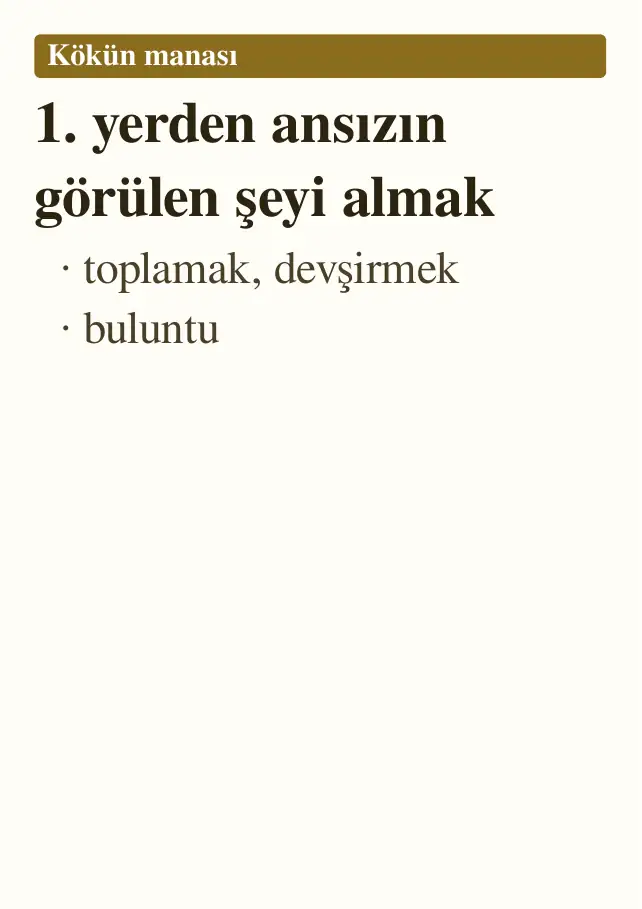 Kökün manası
1. yerden ansızın
görülen şeyi almak
· toplamak, devşirmek
· buluntu